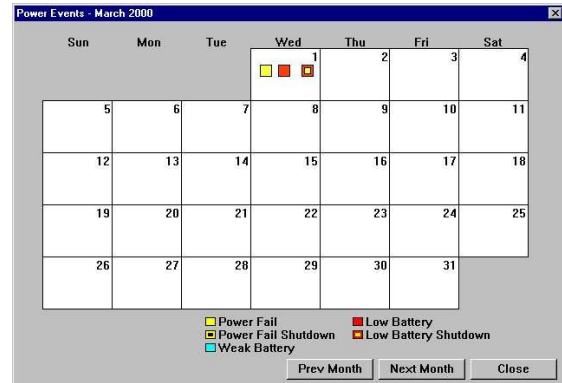 Power Events - March 2000
Sun Mon Tue Wed Thu Fri Sat
1 2 3 4
5 6 7 8 9 10 11
12 13 14 15 16 17 18
19 20 21 22 23 24 25
26 27 28 29 30 31
Power Fail Low Battery
Power Fail Shutdown Low Battery Shutdown
Weak Battery
Prev Month Next Month Close